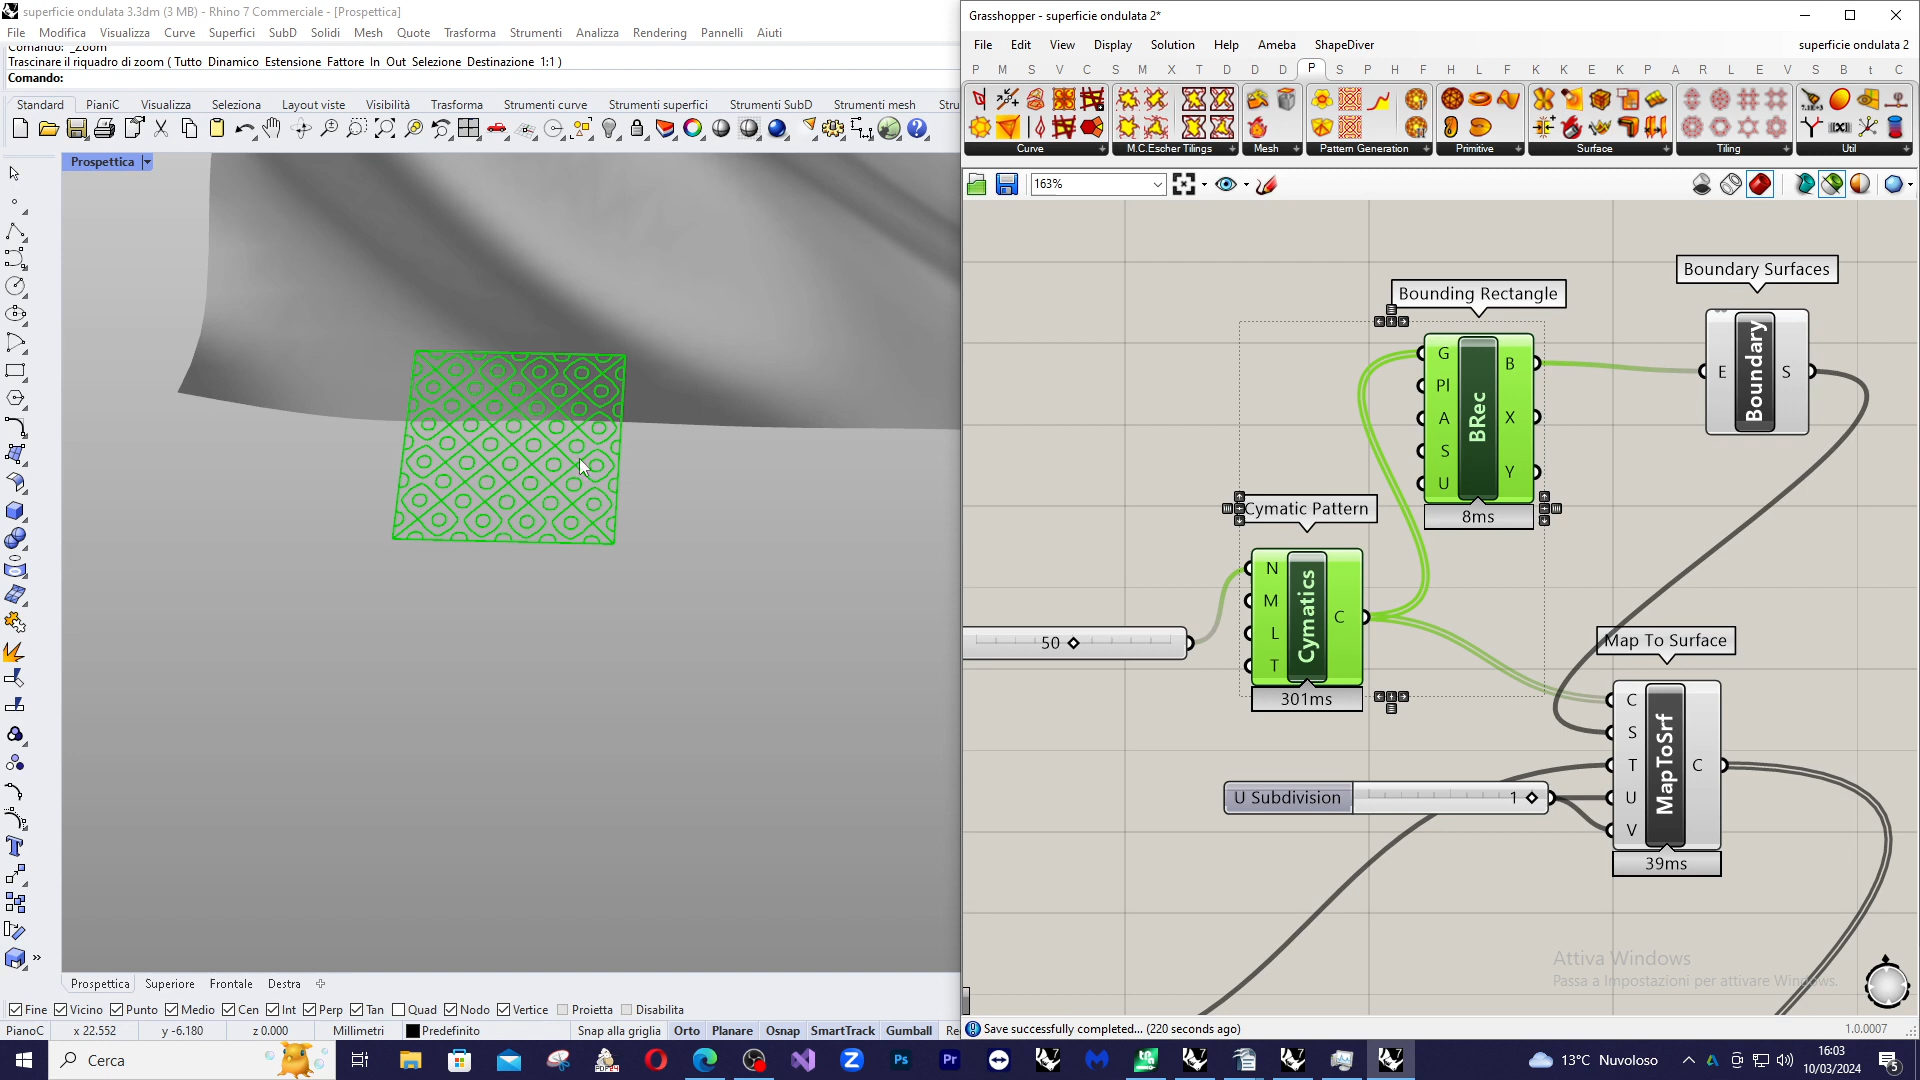 superficie ondulata 3.3dm (3 MB) - Rhino 7 Commerciale - [Prospettica]
File Modifica Visualizza Curve Superfici SubD Solidi Mesh Quote Trasforma Strumenti Analizza Rendering Pannelli Aiuti
Comando: _Zoom
Trascinare il riquadro di zoom ( Tutto Dinamico Estensione Fattore In Out Selezione Destinazione 1:1 )
Comando:
Standard PianiC Visualizza Seleziona Layout viste Visibilità Trasforma Strumenti curve Strumenti superfici Strumenti SubD Strumenti mesh Stru
Prospettica
Prospettica Superiore Frontale Destra
Fine Vicino Punto Medio Cen Int Perp Tan Quad Nodo Vertice Proietta Disabilita
PianoC x 22.552 y -6.180 z 0.000 Millimetri Predefinito Snap alla griglia Orto Planare Osnap SmartTrack Gumball Re
Grasshopper - superficie ondulata 2*
File Edit View Display Solution Help Ameba ShapeDiver superficie ondulata 2
P M S V C S M X T D D D P S P H F H L F K K E K P A R L E V S B t C
Curve M.C.Escher Tilings Mesh Pattern Generation Primitive Surface Tiling Util
163%
Boundary Surfaces
Bounding Rectangle
Boundary
E S
BRec
G Pl A S U
B X Y
8ms
Cymatic Pattern
Cymatics
N M L T
C
301ms
50
Map To Surface
MapToSrf
C S T U V
C
39ms
U Subdivision 1
Attiva Windows
Passa a Impostazioni per attivare Windows.
Save successfully completed... (220 seconds ago)
1.0.0007
Cerca
13°C Nuvoloso
16:03
10/03/2024
5